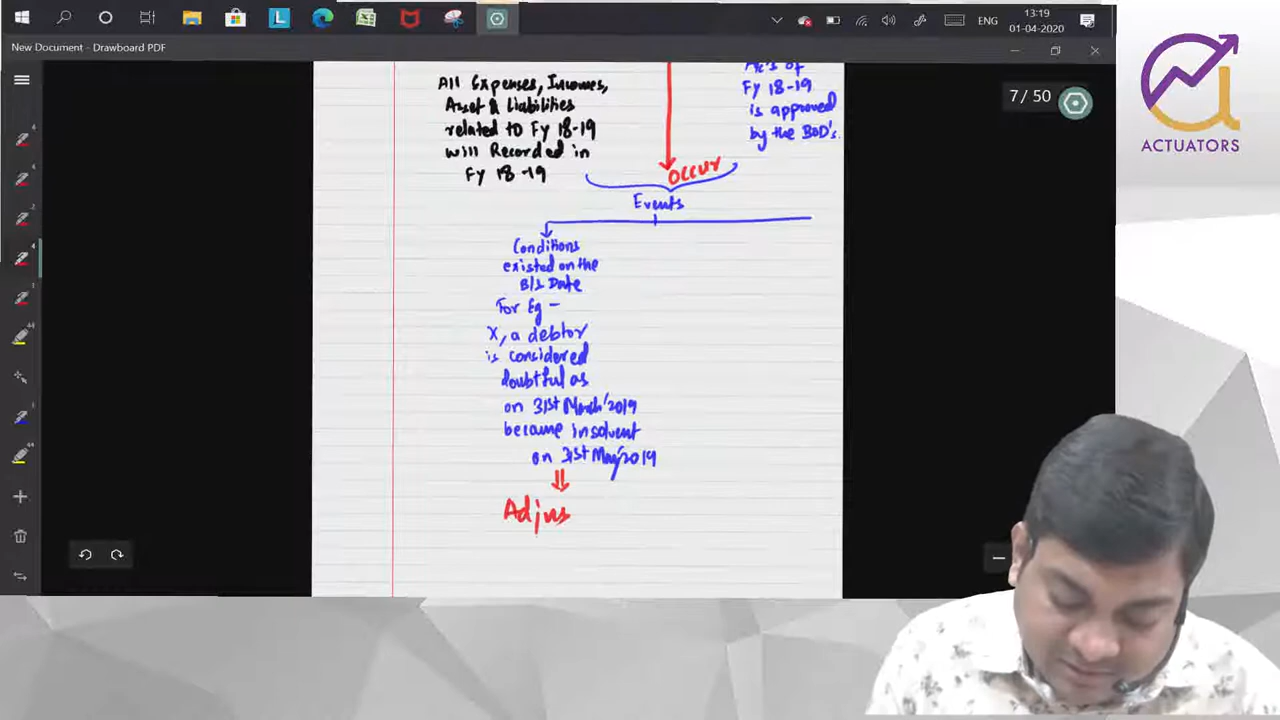 ENG
13:19
01-04-2020
New Document - Drawboard PDF
7 / 50
ACTUATORS
All Expenses, Incomes,
Asset & Liabilities
related to Fy 18-19
will Recorded in
Fy 18-19
A/c's of
Fy 18-19
is approved
by the BOD's.
OCCUR
Events
Conditions
existed on the
B/s Date
For Eg -
X, a debtor
is considered
doubtful as
on 31st March'2019
became insolvent
on 31st May'2019
Adjus